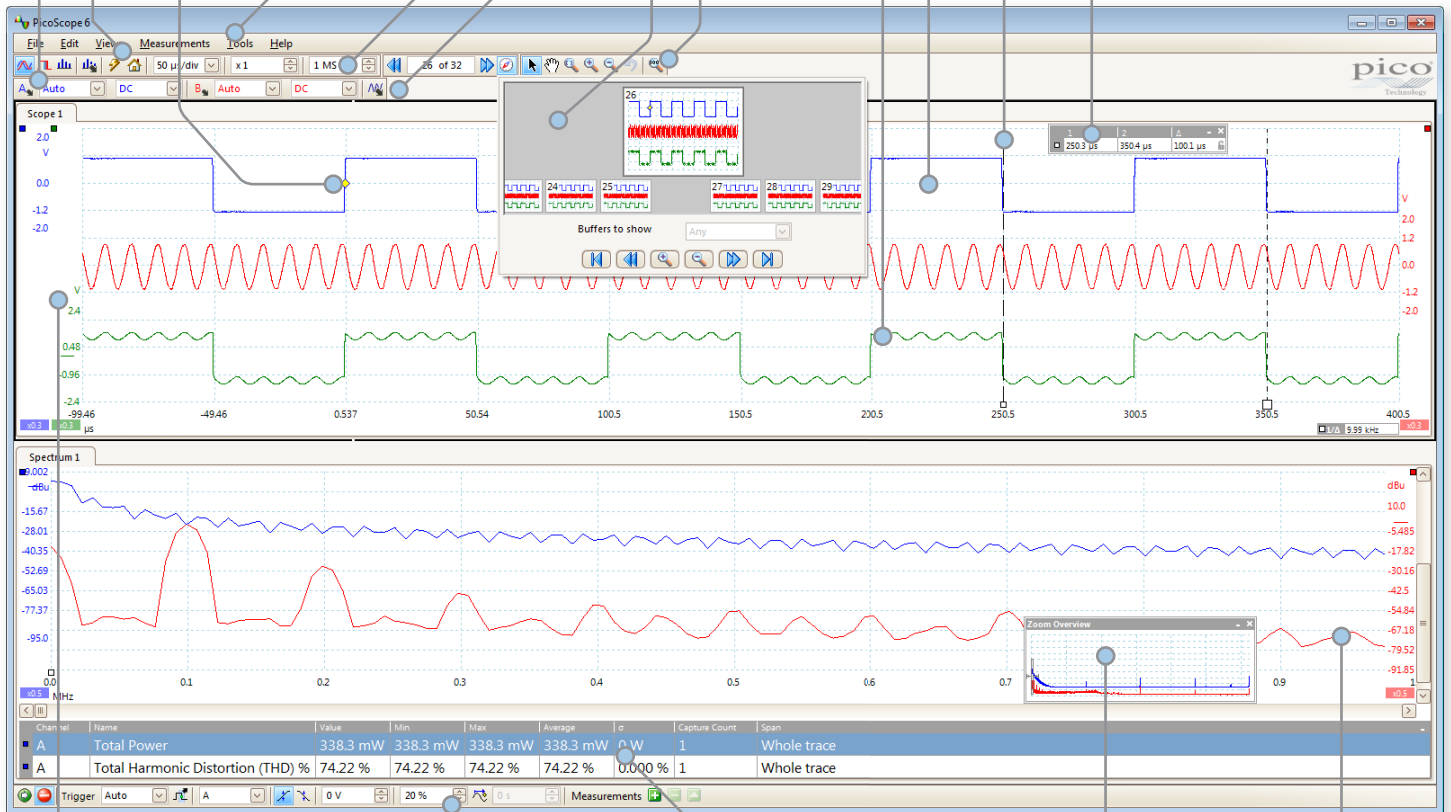 PicoScope 6
File Edit Views Measurements Tools Help
50 µs/div x 1 1 MS 26 of 32
pico
Technology
A Auto DC B Auto DC
Scope 1
26
24 25 27 28 29
Buffers to show Any
1 2 Δ
250.3 µs 350.4 µs 100.1 µs
2.0
V
0.0
-1.2
-2.0
V
2.4
0.48
-0.96
-2.4
V
2.0
1.2
0.0
-1.2
-2.0
-99.46 -49.46 0.537 50.54 100.5 150.5 200.5 250.5 300.5 350.5 400.5
x0.3 x0.3 µs
1/Δ 9.99 kHz x0.3
Spectrum 1
dBu
-15.67
-28.01
-40.35
-52.69
-65.03
-77.37
-95.0
dBu
10.0
-5.485
-17.82
-30.16
-42.5
-54.84
-67.18
-79.52
-91.85
Zoom Overview
0.0 0.1 0.2 0.3 0.4 0.5 0.6 0.7 0.9 1
x0.5 MHz
x0.5
Channel Name Value Min Max Average σ Capture Count Span
A Total Power 338.3 mW 338.3 mW 338.3 mW 338.3 mW 0 W 1 Whole trace
A Total Harmonic Distortion (THD) % 74.22 % 74.22 % 74.22 % 74.22 % 0.000 % 1 Whole trace
Trigger Auto A 0 V 20 % 0 s Measurements